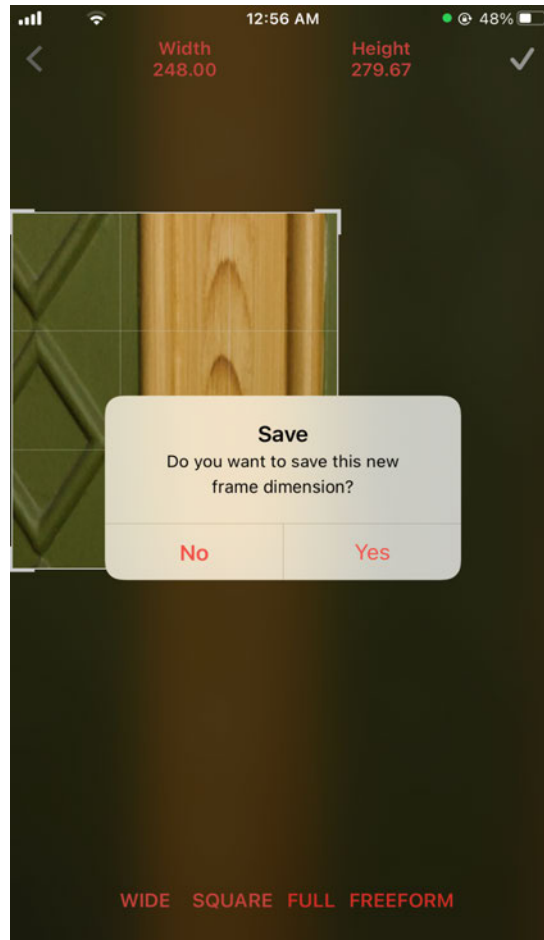 12:56 AM
48%
Width
248.00
Height
279.67
Save
Do you want to save this new
frame dimension?
No
Yes
WIDE SQUARE FULL FREEFORM